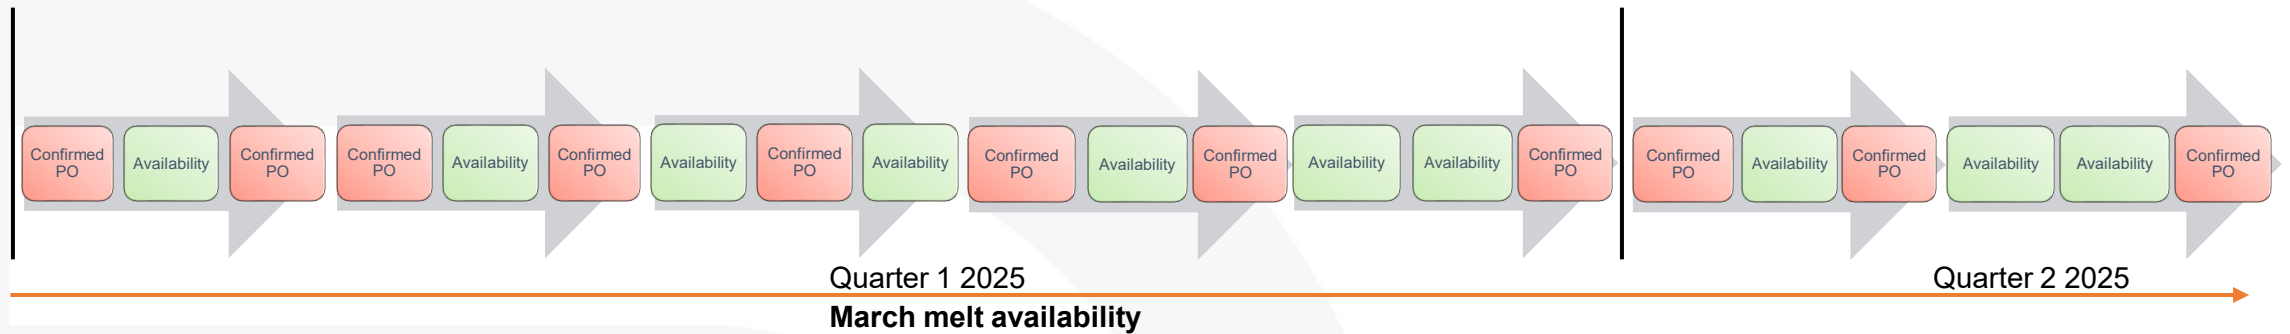 Confirmed
PO
Availability
Confirmed
PO
Confirmed
PO
Availability
Confirmed
PO
Availability
Confirmed
PO
Availability
Confirmed
PO
Availability
Confirmed
PO
Availability
Availability
Confirmed
PO
Confirmed
PO
Availability
Confirmed
PO
Availability
Availability
Confirmed
PO
Quarter 1 2025
Quarter 2 2025
March melt availability